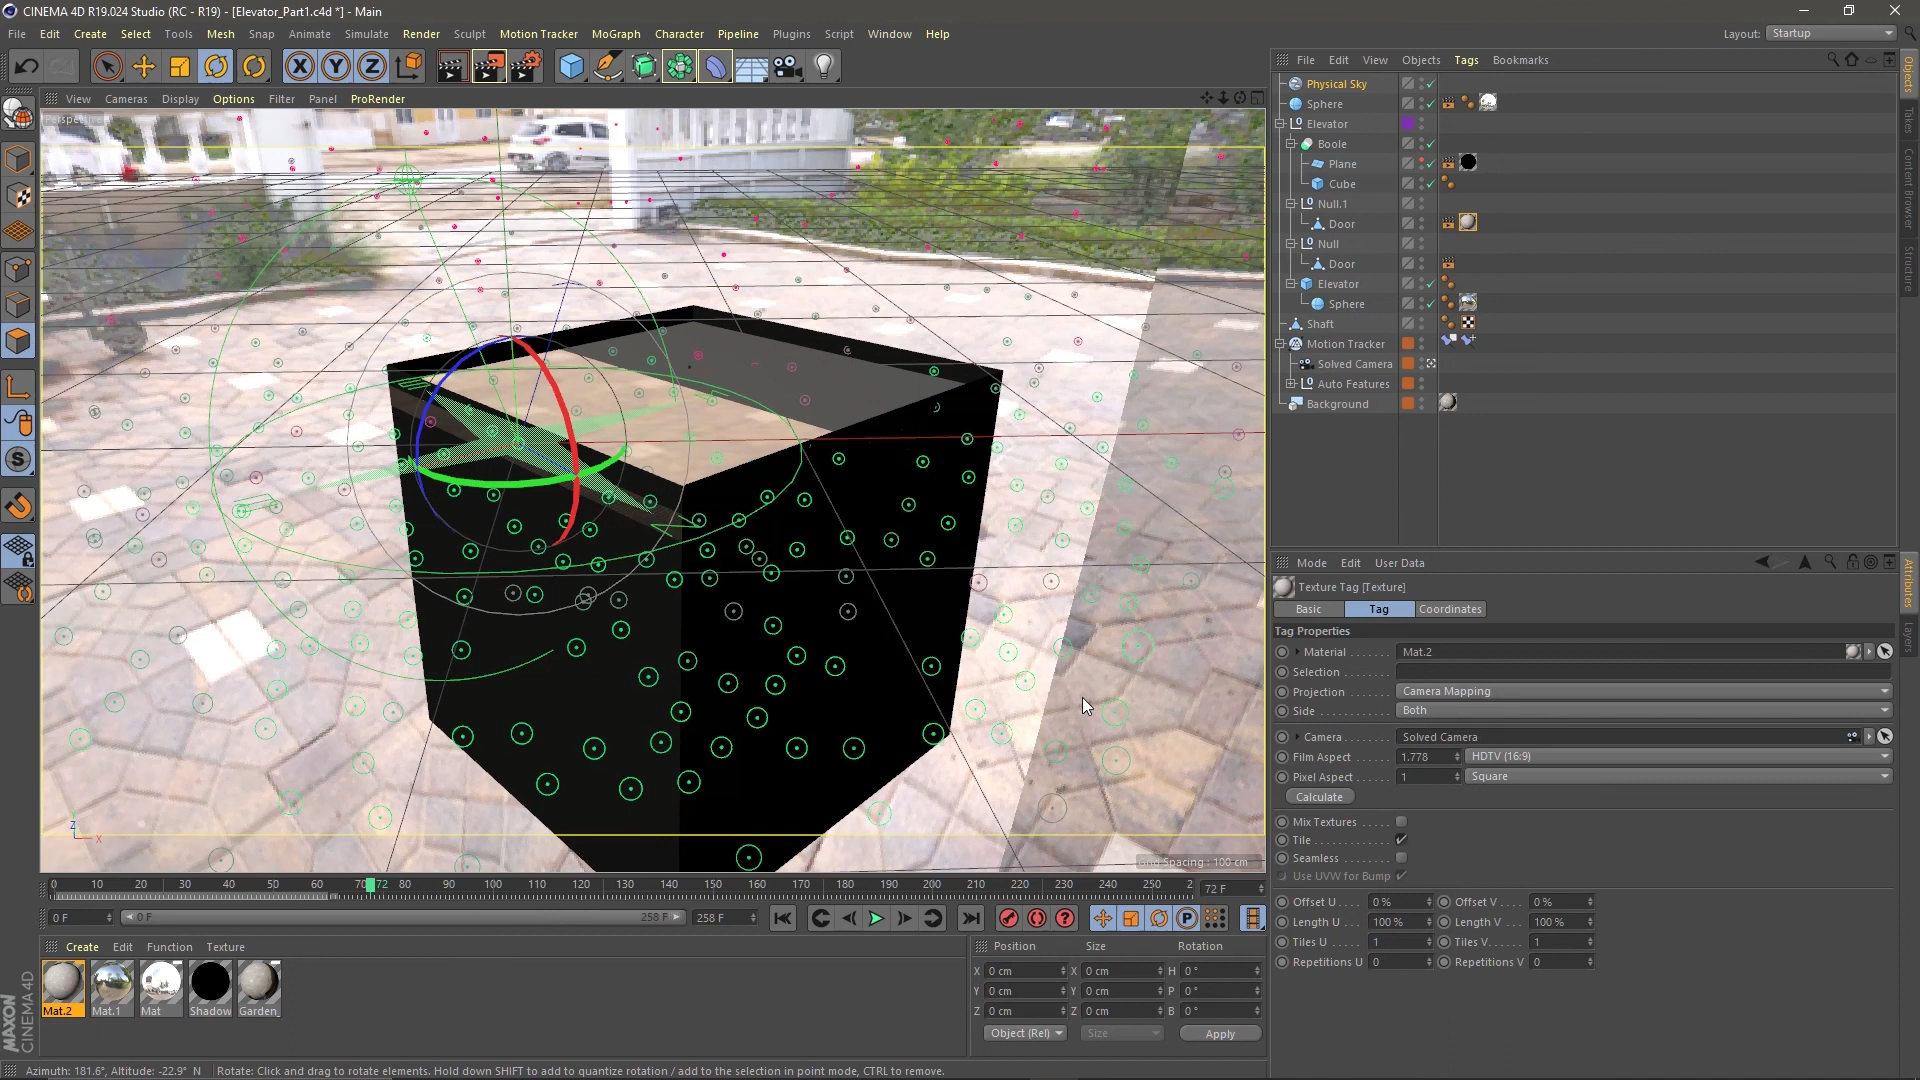 CINEMA 4D R19.024 Studio (RC - R19) - [Elevator_Part1.c4d *] - Main
File Edit Create Select Tools Mesh Snap Animate Simulate Render Sculpt Motion Tracker MoGraph Character Pipeline Plugins Script Window Help
Layout: Startup
View Cameras Display Options Filter Panel ProRender
Perspective
Grid Spacing : 100 cm
Z
X
File Edit View Objects Tags Bookmarks
Physical Sky
Sphere
Elevator
Boole
Plane
Cube
Null.1
Door
Null
Door
Elevator
Sphere
Shaft
Motion Tracker
Solved Camera
Auto Features
Background
Objects
Takes
Content Browser
Structure
Mode Edit User Data
Texture Tag [Texture]
Basic Tag Coordinates
Tag Properties
Material Mat.2
Selection
Projection Camera Mapping
Side Both
Camera Solved Camera
Film Aspect 1.778 HDTV (16:9)
Pixel Aspect 1 Square
Calculate
Mix Textures
Tile
Seamless
Use UVW for Bump
Offset U 0 % Offset V 0 %
Length U 100 % Length V 100 %
Tiles U 1 Tiles V 1
Repetitions U 0 Repetitions V 0
Attributes
Layers
0 10 20 30 40 50 60 70 72 80 90 100 110 120 130 140 150 160 170 180 190 200 210 220 230 240 250 2 72 F
0 F 0 F 258 F 258 F
Create Edit Function Texture
Mat.2 Mat.1 Mat Shadow Garden_
Position Size Rotation
X 0 cm X 0 cm H 0 °
Y 0 cm Y 0 cm P 0 °
Z 0 cm Z 0 cm B 0 °
Object (Rel) Size Apply
MAXON CINEMA 4D
Azimuth: 181.6°, Altitude: -22.9° N Rotate: Click and drag to rotate elements. Hold down SHIFT to add to quantize rotation / add to the selection in point mode, CTRL to remove.